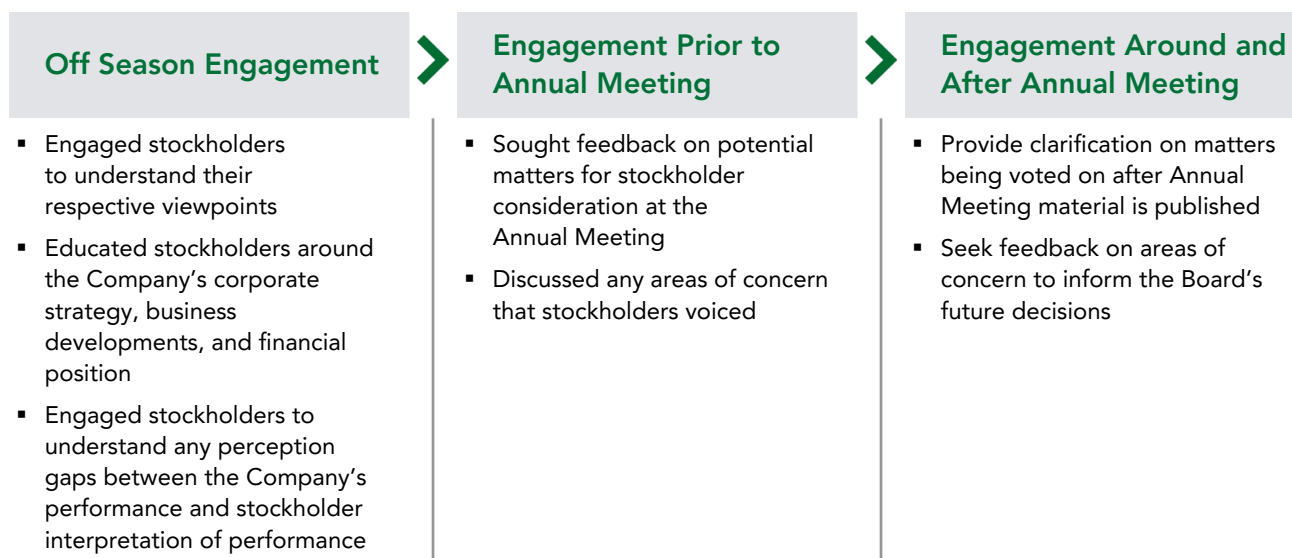 Off Season Engagement
▪ Engaged stockholders
to understand their
respective viewpoints
▪ Educated stockholders around
the Company’s corporate
strategy, business
developments, and financial
position
▪ Engaged stockholders to
understand any perception
gaps between the Company’s
performance and stockholder
interpretation of performance
Engagement Prior to
Annual Meeting
▪ Sought feedback on potential
matters for stockholder
consideration at the
Annual Meeting
▪ Discussed any areas of concern
that stockholders voiced
Engagement Around and
After Annual Meeting
▪ Provide clarification on matters
being voted on after Annual
Meeting material is published
▪ Seek feedback on areas of
concern to inform the Board’s
future decisions